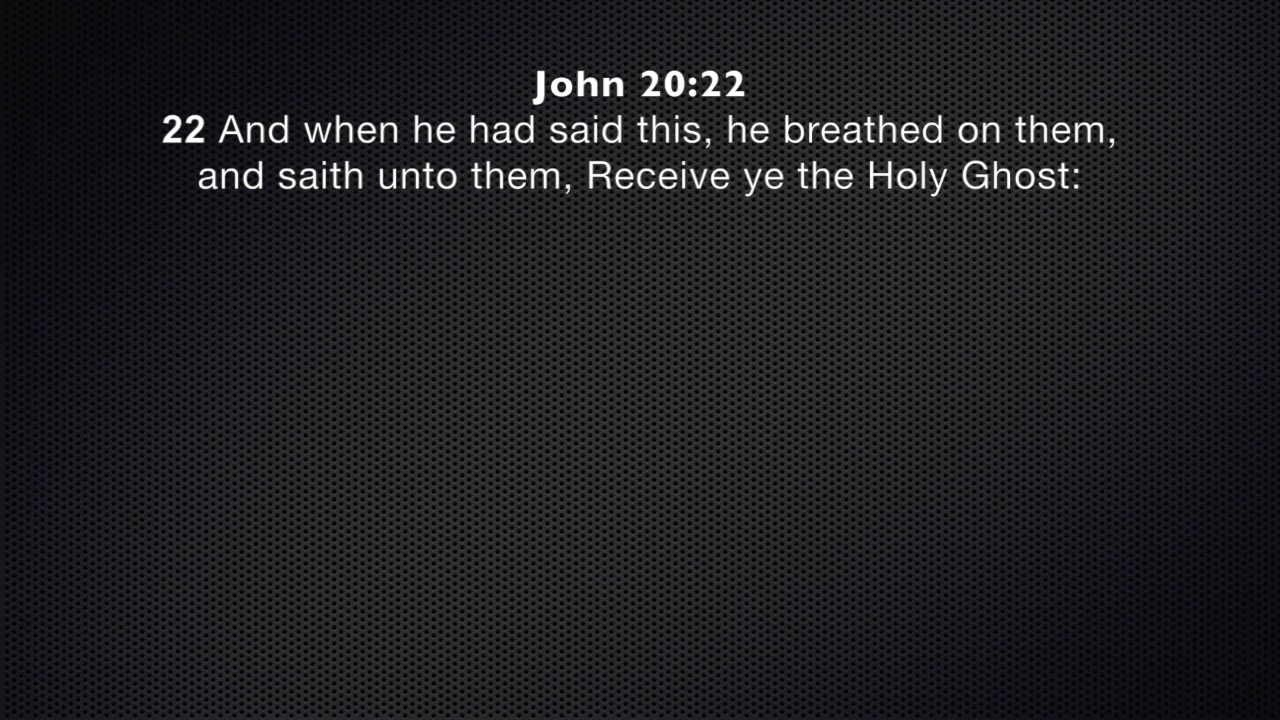 John 20:22
22 And when he had said this, he breathed on them,
and saith unto them, Receive ye the Holy Ghost: